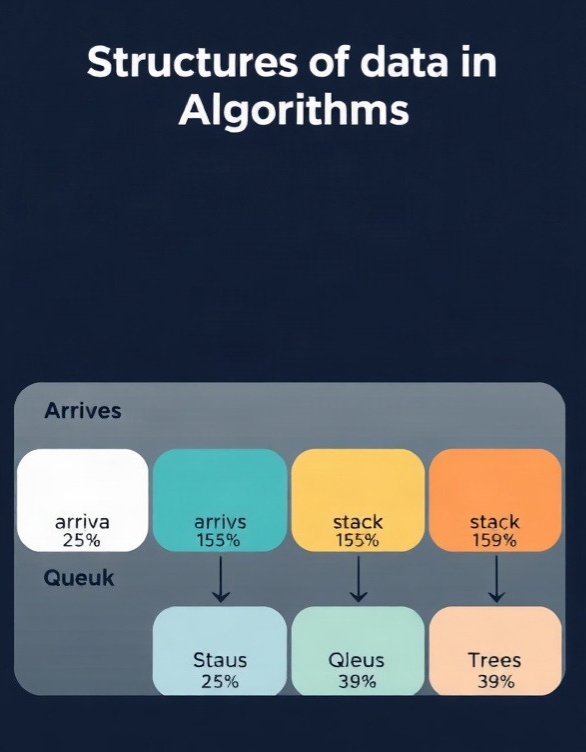 Structures of data in
Algorithms
Arrives
arriva
25%
arrivs
155%
stack
155%
stack
159%
Queuk
Staus
25%
Qleus
39%
Trees
39%